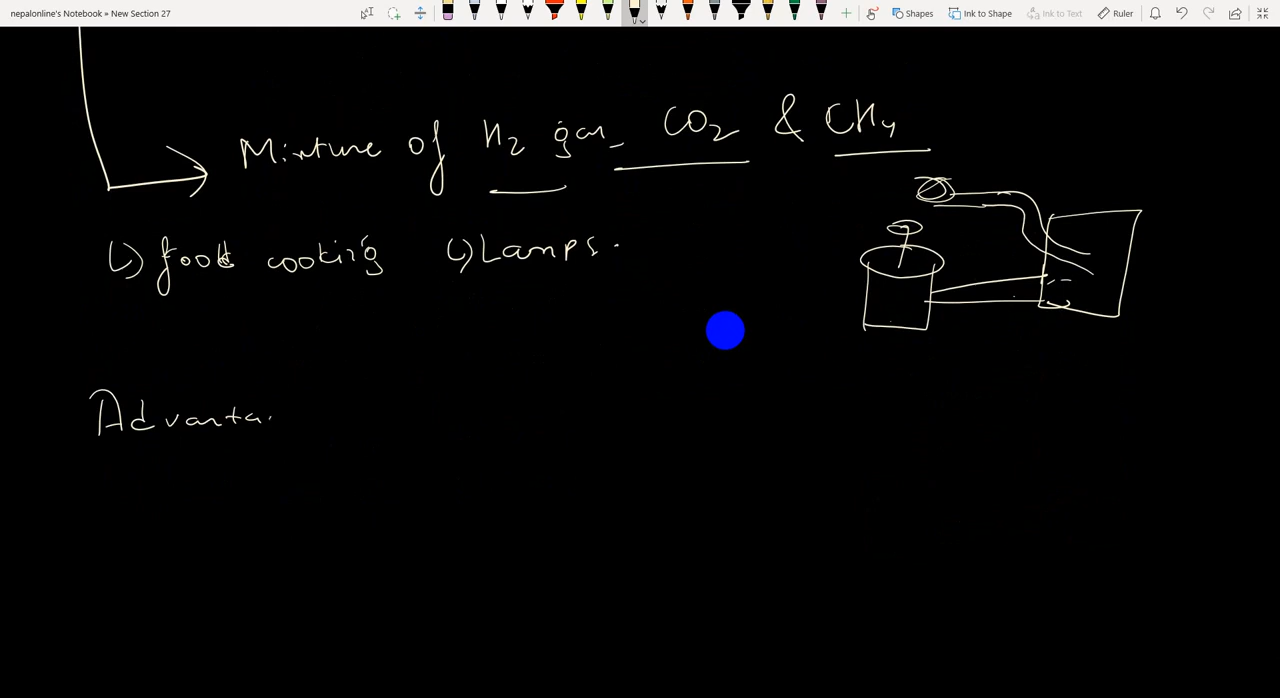 nepalonline's Notebook » New Section 27
Shapes Ink to Shape Ink to Text Ruler
Mixture of H2 gas CO2 & CH4
↳) food cooking ↳) Lamps.
Advanta.